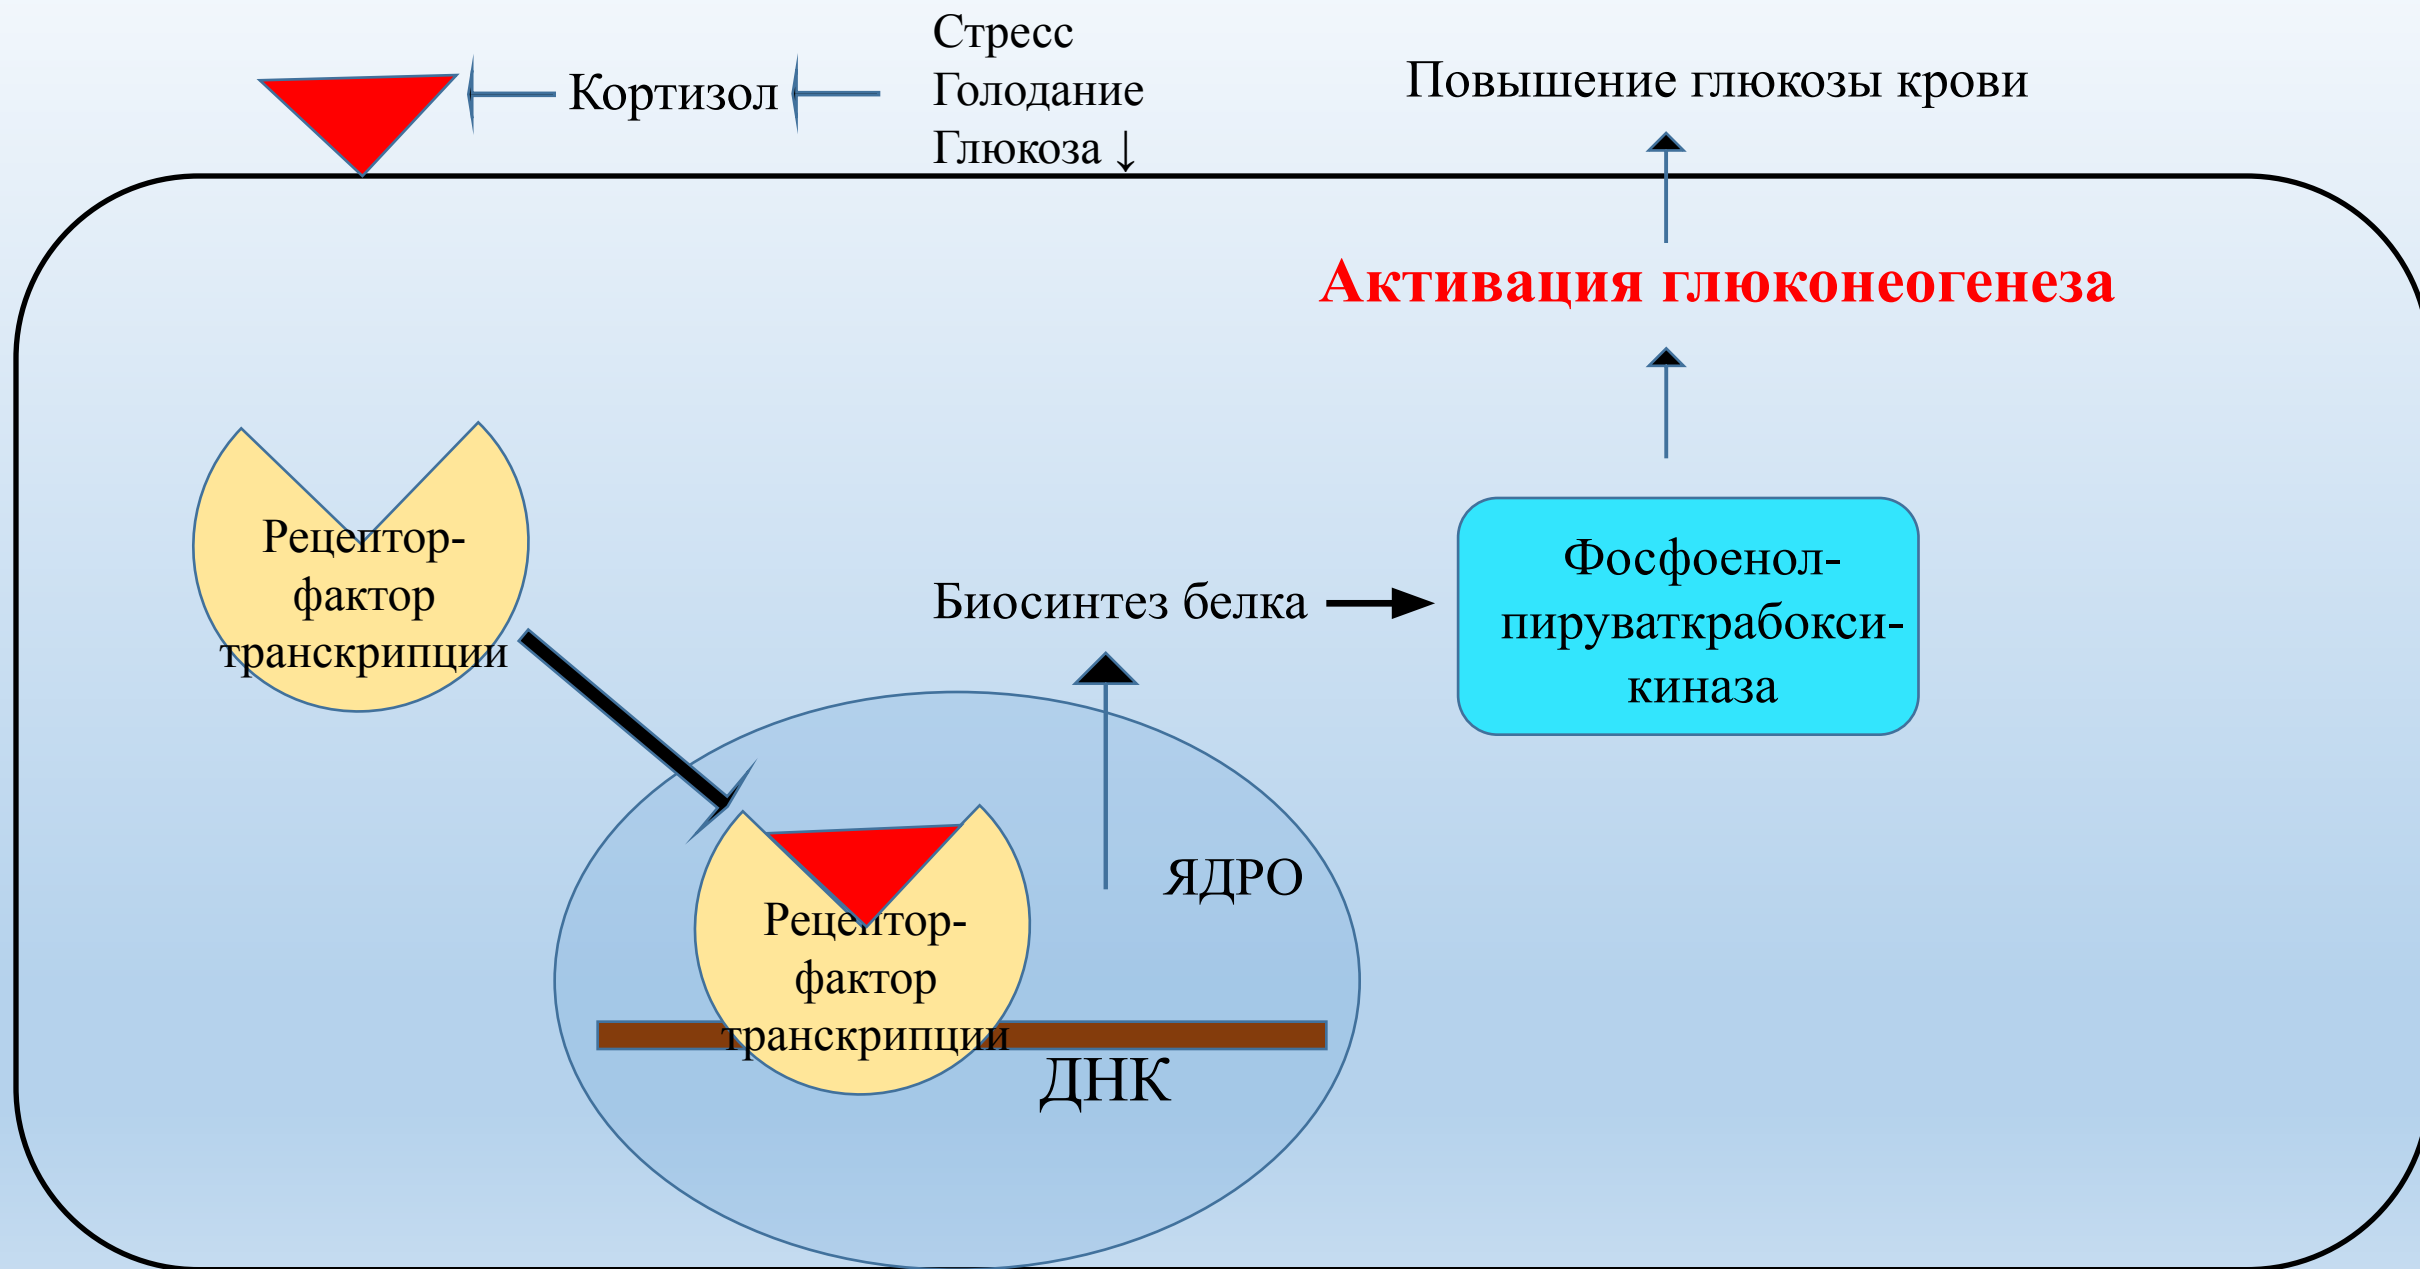 Стресс
Кортизол
Голодание
Глюкоза ↓
Повышение глюкозы крови
Активация глюконеогенеза
Рецептор-
фактор
транскрипции
Биосинтез белка
Фосфоенол-
пируваткрабокси-
киназа
ЯДРО
Рецептор-
фактор
транскрипции
ДНК